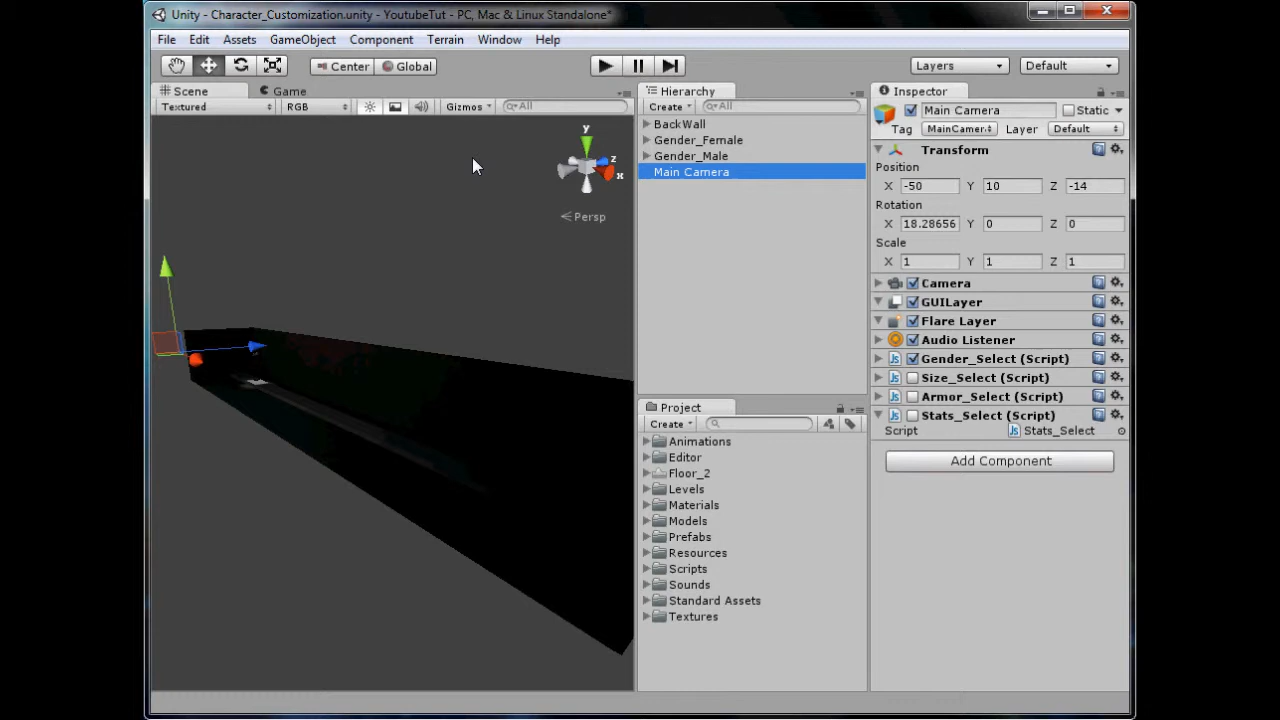 Unity - Character_Customization.unity - YoutubeTut - PC, Mac & Linux Standalone*
File Edit Assets GameObject Component Terrain Window Help
Center Global Layers Default
Scene Game
Textured RGB Gizmos All
y
z
x
Persp
Hierarchy
Create All
BackWall
Gender_Female
Gender_Male
Main Camera
Project
Create
Animations
Editor
Floor_2
Levels
Materials
Models
Prefabs
Resources
Scripts
Sounds
Standard Assets
Textures
Inspector
Main Camera Static
Tag MainCamer Layer Default
Transform
Position
X -50 Y 10 Z -14
Rotation
X 18.28656 Y 0 Z 0
Scale
X 1 Y 1 Z 1
Camera
GUILayer
Flare Layer
Audio Listener
Gender_Select (Script)
Size_Select (Script)
Armor_Select (Script)
Stats_Select (Script)
Script Stats_Select
Add Component